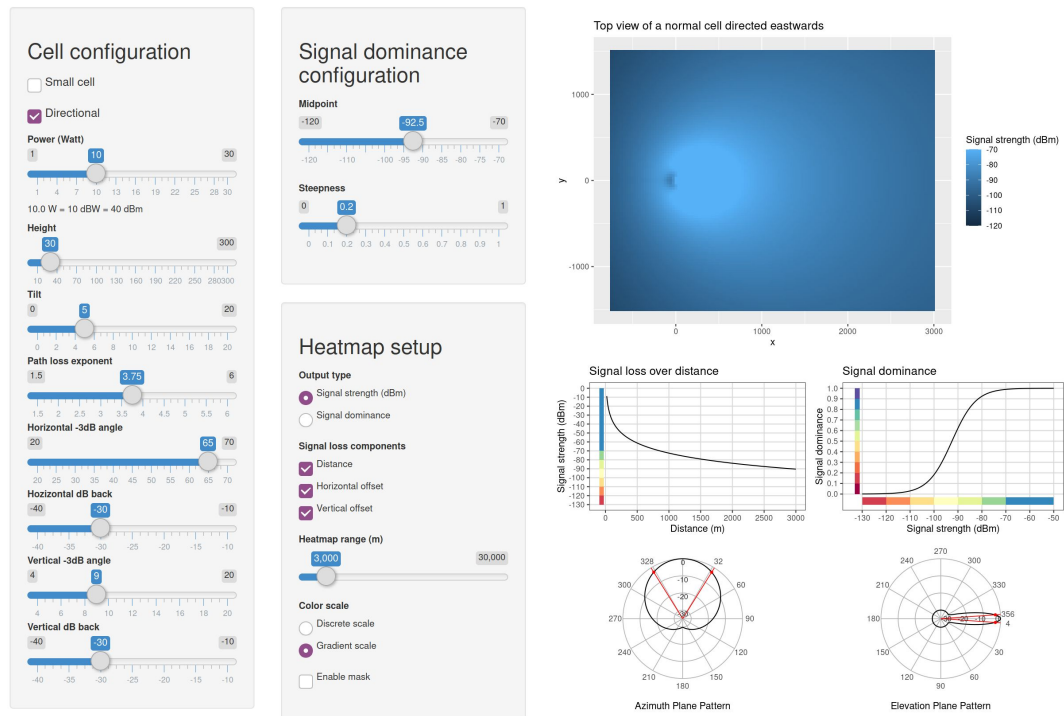 Cell configuration
Small cell
Directional
Power (Watt)
1 10 30
1 4 7 10 13 16 19 22 25 28 30
10.0 W = 10 dBW = 40 dBm
Height
30 300
10 40 70 100 130 160 190 220 250 280300
Tilt
0 5 20
0 2 4 6 8 10 12 14 16 18 20
Path loss exponent
1.5 3.75 6
1.5 2 2.5 3 3.5 4 4.5 5 5.5 6
Horizontal -3dB angle
20 65 70
20 25 30 35 40 45 50 55 60 65 70
Hozizontal dB back
-40 -30 -10
-40 -35 -30 -25 -20 -15 -10
Vertical -3dB angle
4 9 20
4 6 8 10 12 14 16 18 20
Vertical dB back
-40 -30 -10
-40 -35 -30 -25 -20 -15 -10
Signal dominance
configuration
Midpoint
-120 -92.5 -70
-120 -110 -100 -95 -90 -85 -80 -75 -70
Steepness
0 0.2 1
0 0.1 0.2 0.3 0.4 0.5 0.6 0.7 0.8 0.9 1
Heatmap setup
Output type
Signal strength (dBm)
Signal dominance
Signal loss components
Distance
Horizontal offset
Vertical offset
Heatmap range (m)
3,000 30,000
Color scale
Discrete scale
Gradient scale
Enable mask
Top view of a normal cell directed eastwards
1000
0
-1000
y
0 1000 2000 3000
x
Signal strength (dBm)
-70
-80
-90
-100
-110
-120
Signal loss over distance
Signal strength (dBm)
0
-10
-20
-30
-40
-50
-60
-70
-80
-90
-100
-110
-120
-130
0 500 1000 1500 2000 2500 3000
Distance (m)
Signal dominance
Signal dominance
1.0
0.9
0.8
0.7
0.6
0.5
0.4
0.3
0.2
0.1
0.0
-130 -120 -110 -100 -90 -80 -70 -60 -50
Signal strength (dBm)
328 0 32
300 -10 60
-20
270 -30 90
240 120
210 180 150
Azimuth Plane Pattern
270
240 300
210 330
180 -30 -20 -10 0 356
4
150 30
120 60
90
Elevation Plane Pattern